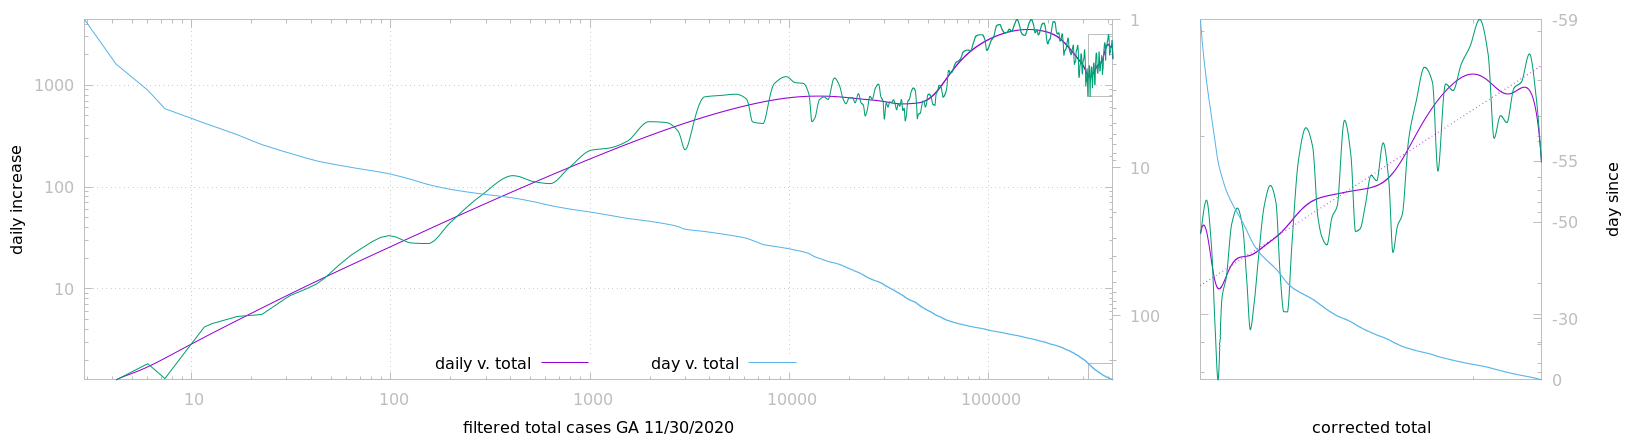 1
-59
1000
10
-55
daily increase
100
-50
day since
10
100
-30
daily v. total
day v. total
0
10
100
1000
10000
100000
filtered total cases GA 11/30/2020
corrected total